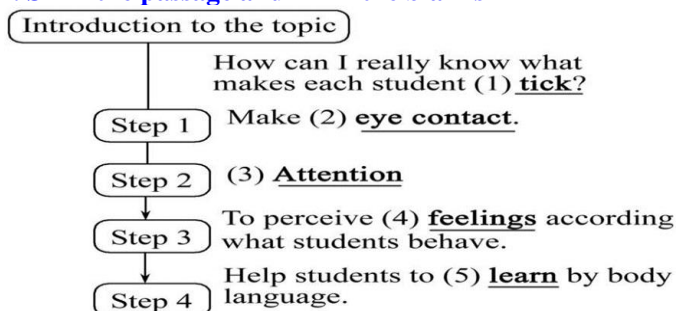 Introduction to the topic
How can I really know what
makes each student (1) tick?
Step 1
Make (2) eye contact.
Step 2
(3) Attention
Step 3
To perceive (4) feelings according
what students behave.
Step 4
Help students to (5) learn by body
language.